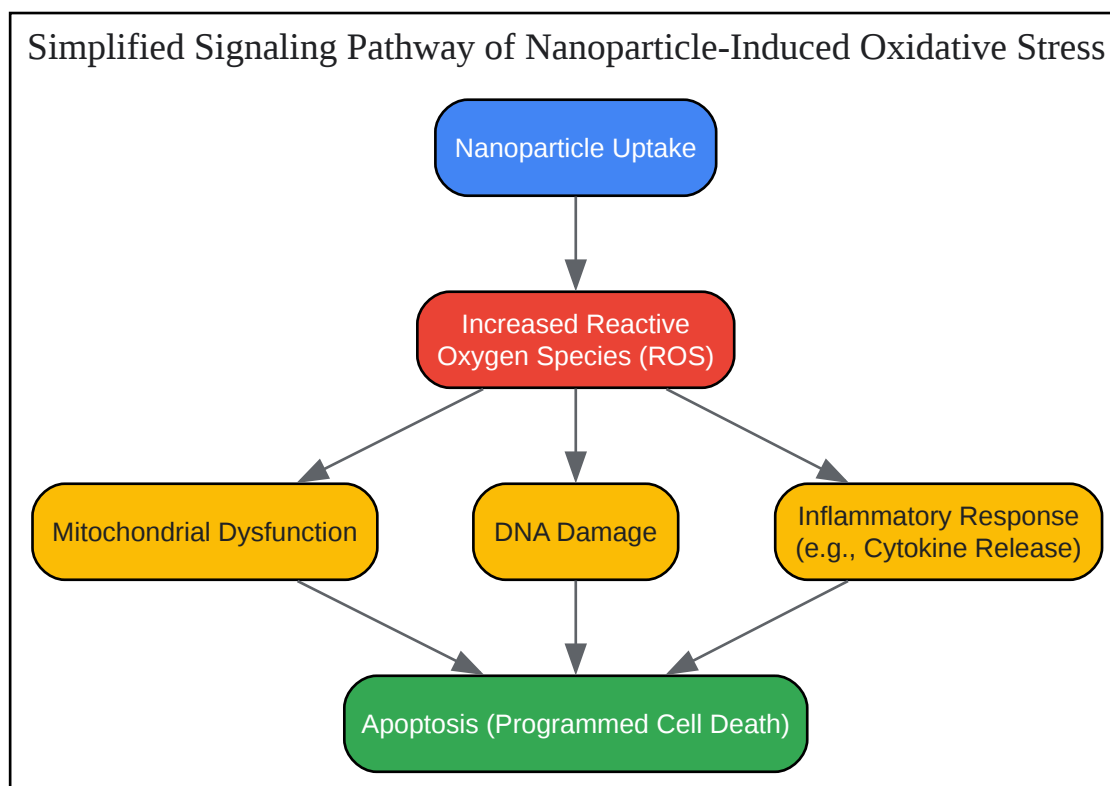 Simplified Signaling Pathway of Nanoparticle-Induced Oxidative Stress
Nanoparticle Uptake
Increased Reactive
Oxygen Species (ROS)
Mitochondrial Dysfunction
DNA Damage
Inflammatory Response
(e.g., Cytokine Release)
Apoptosis (Programmed Cell Death)